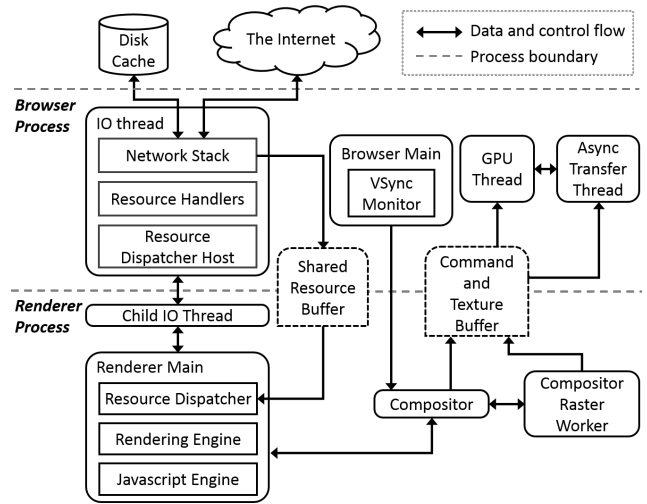 Disk
Cache
The Internet
Data and control flow
Process boundary
Browser
Process
IO thread
Network Stack
Resource Handlers
Resource
Dispatcher Host
Browser Main
VSync
Monitor
GPU
Thread
Async
Transfer
Thread
Shared
Resource
Buffer
Command
and
Texture
Buffer
Renderer
Process
Child IO Thread
Renderer Main
Resource Dispatcher
Rendering Engine
Javascript Engine
Compositor
Compositor
Raster
Worker